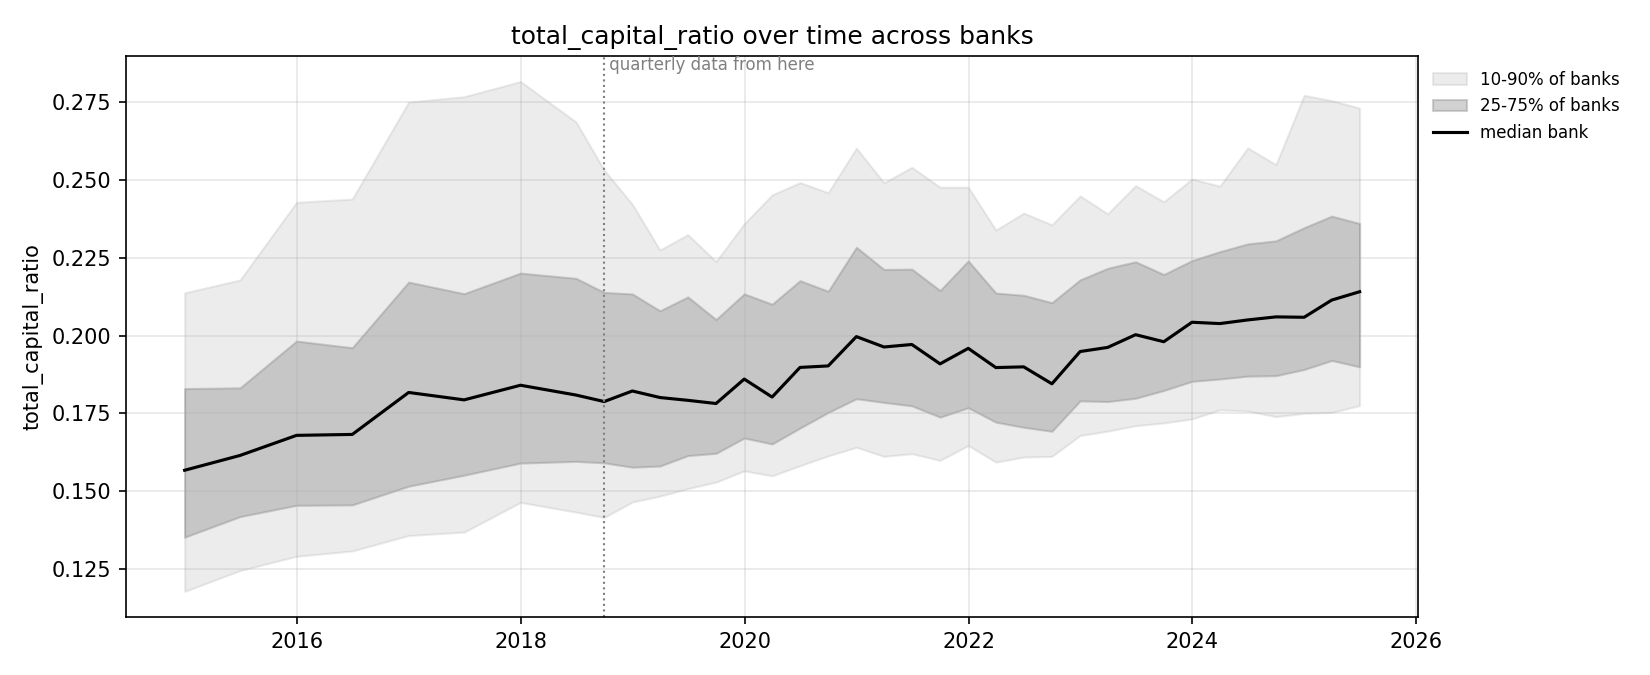 total_capital_ratio over time across banks
quarterly data from here
10-90% of banks
25-75% of banks
median bank
total_capital_ratio
0.275
0.250
0.225
0.200
0.175
0.150
0.125
2016
2018
2020
2022
2024
2026